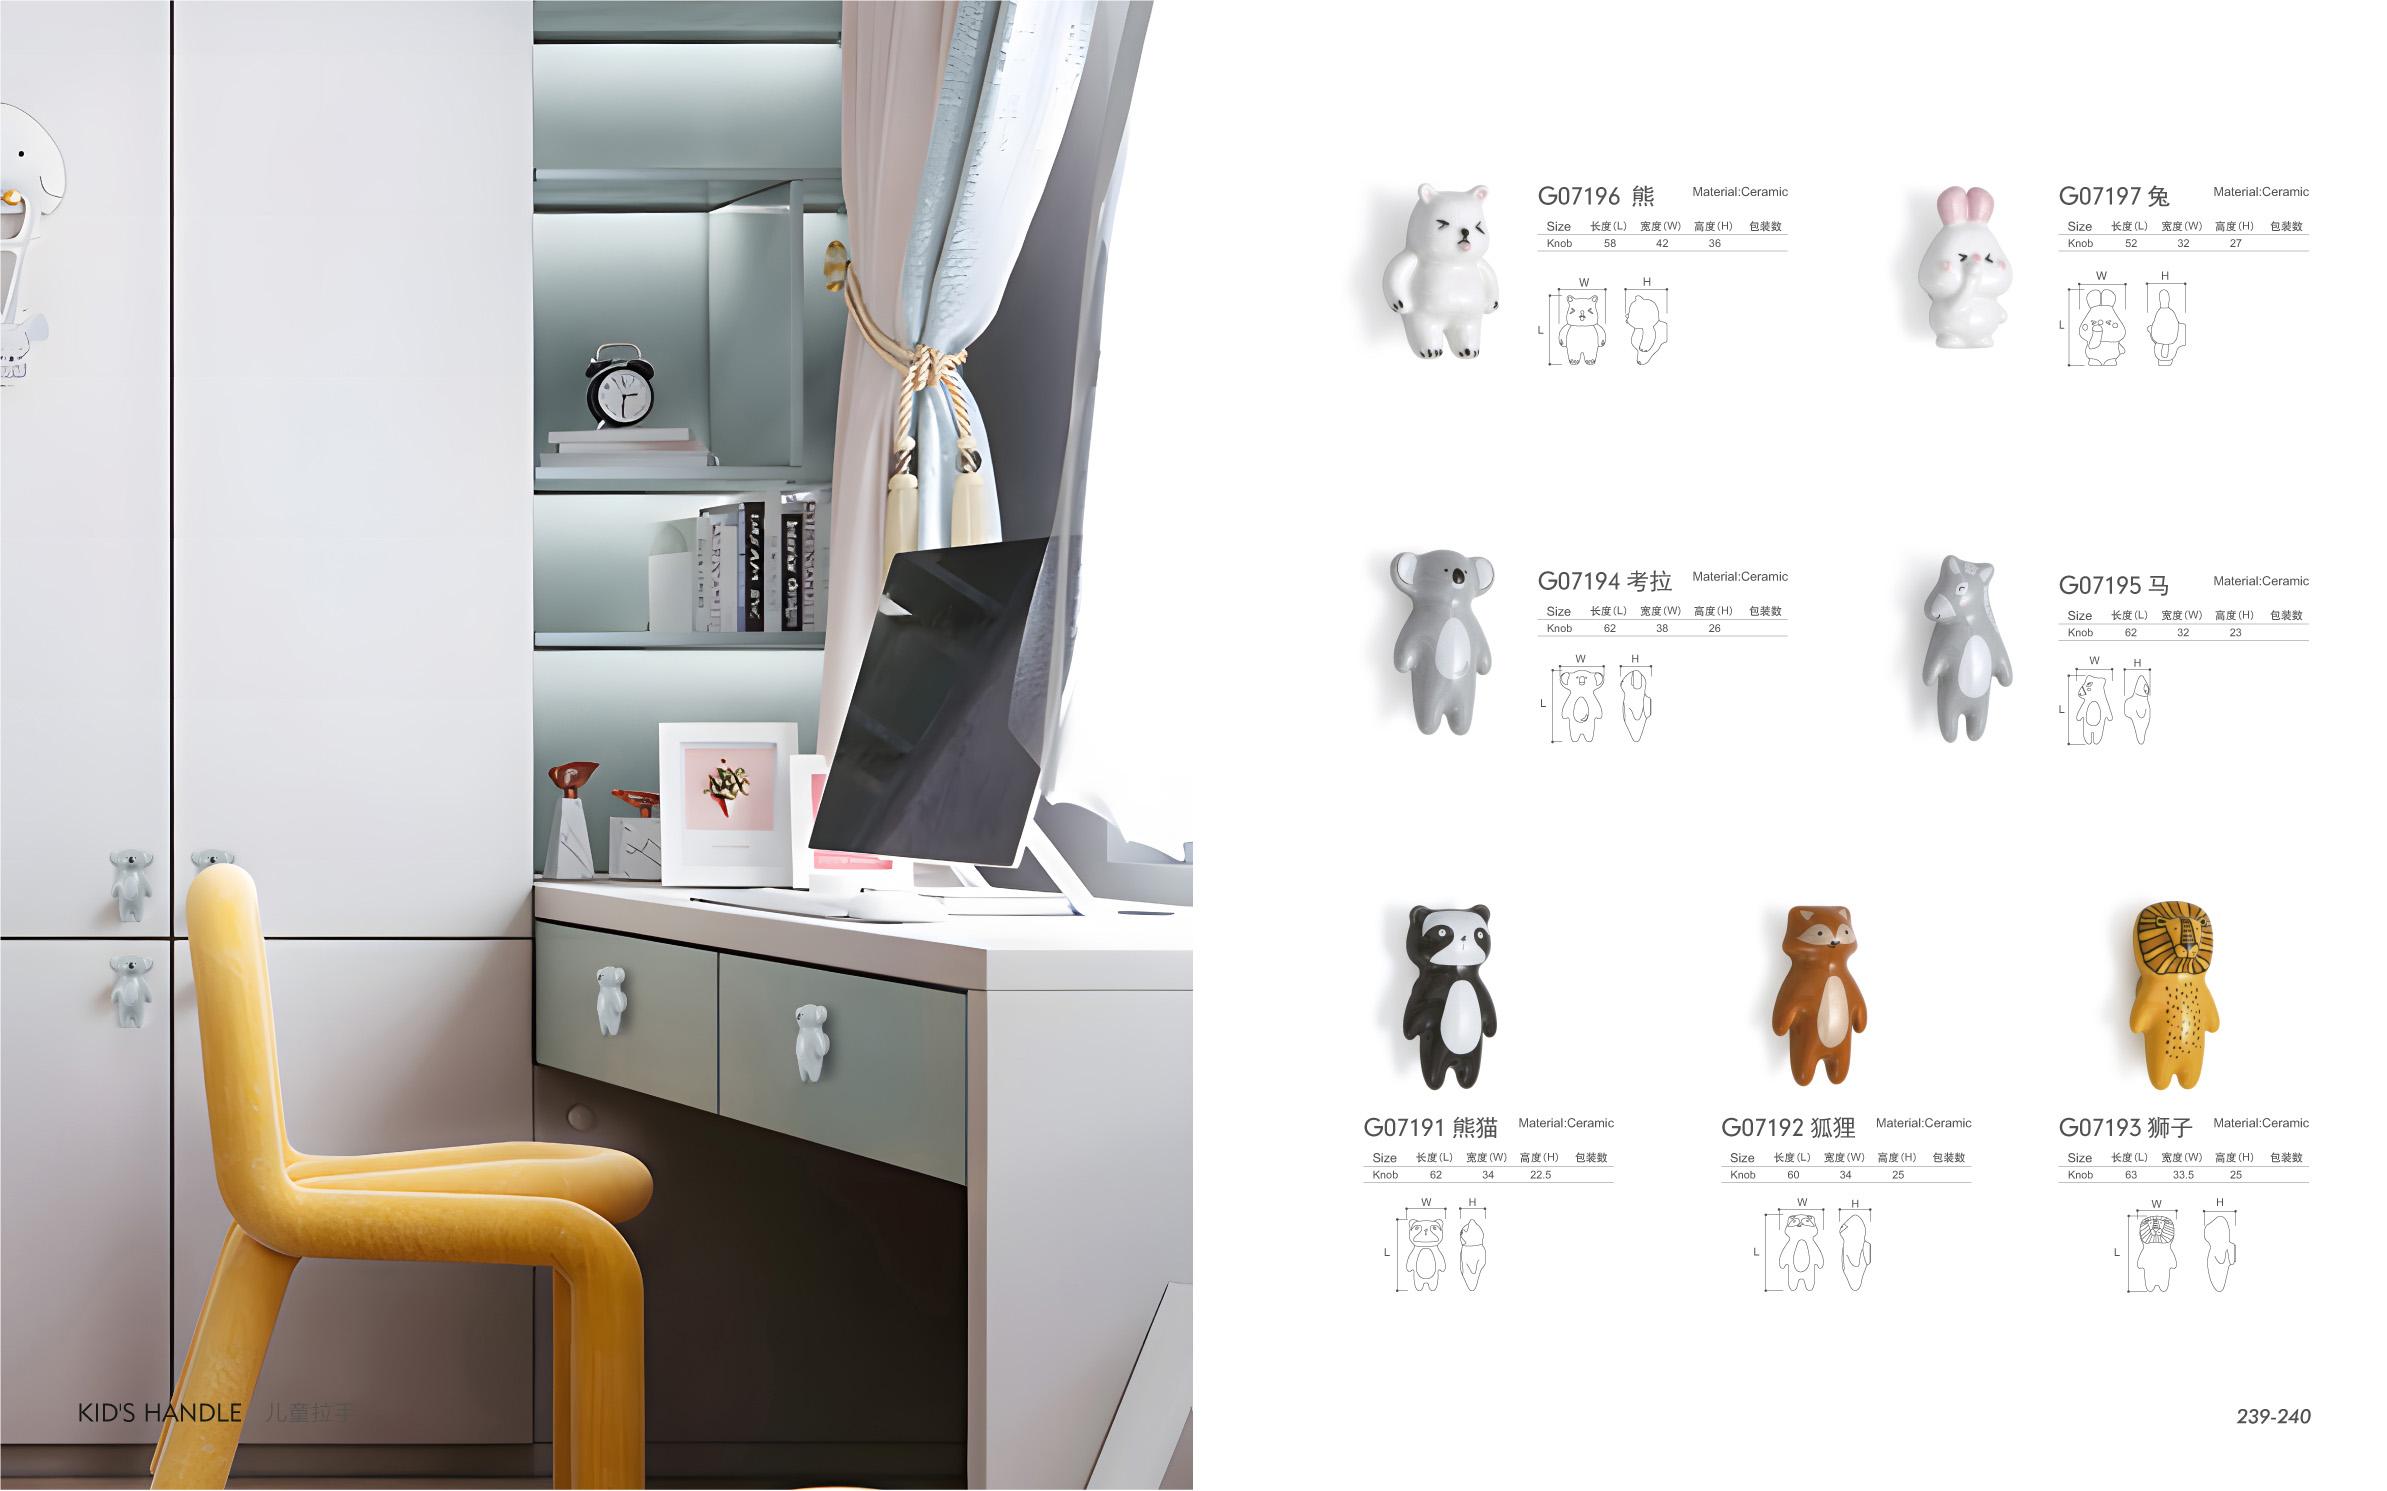 G07196 熊 Material:Ceramic
Size 长度(L) 宽度(W) 高度(H) 包装数
Knob 58 42 36
W H
L
G07197 兔 Material:Ceramic
Size 长度(L) 宽度(W) 高度(H) 包装数
Knob 52 32 27
W H
L
G07194 考拉 Material:Ceramic
Size 长度(L) 宽度(W) 高度(H) 包装数
Knob 62 38 26
W H
L
G07195 马 Material:Ceramic
Size 长度(L) 宽度(W) 高度(H) 包装数
Knob 62 32 23
W H
L
G07191 熊猫 Material:Ceramic
Size 长度(L) 宽度(W) 高度(H) 包装数
Knob 62 34 22.5
W H
L
G07192 狐狸 Material:Ceramic
Size 长度(L) 宽度(W) 高度(H) 包装数
Knob 60 34 25
W H
L
G07193 狮子 Material:Ceramic
Size 长度(L) 宽度(W) 高度(H) 包装数
Knob 63 33.5 25
W H
L
KID'S HANDLE 儿童拉手
239-240